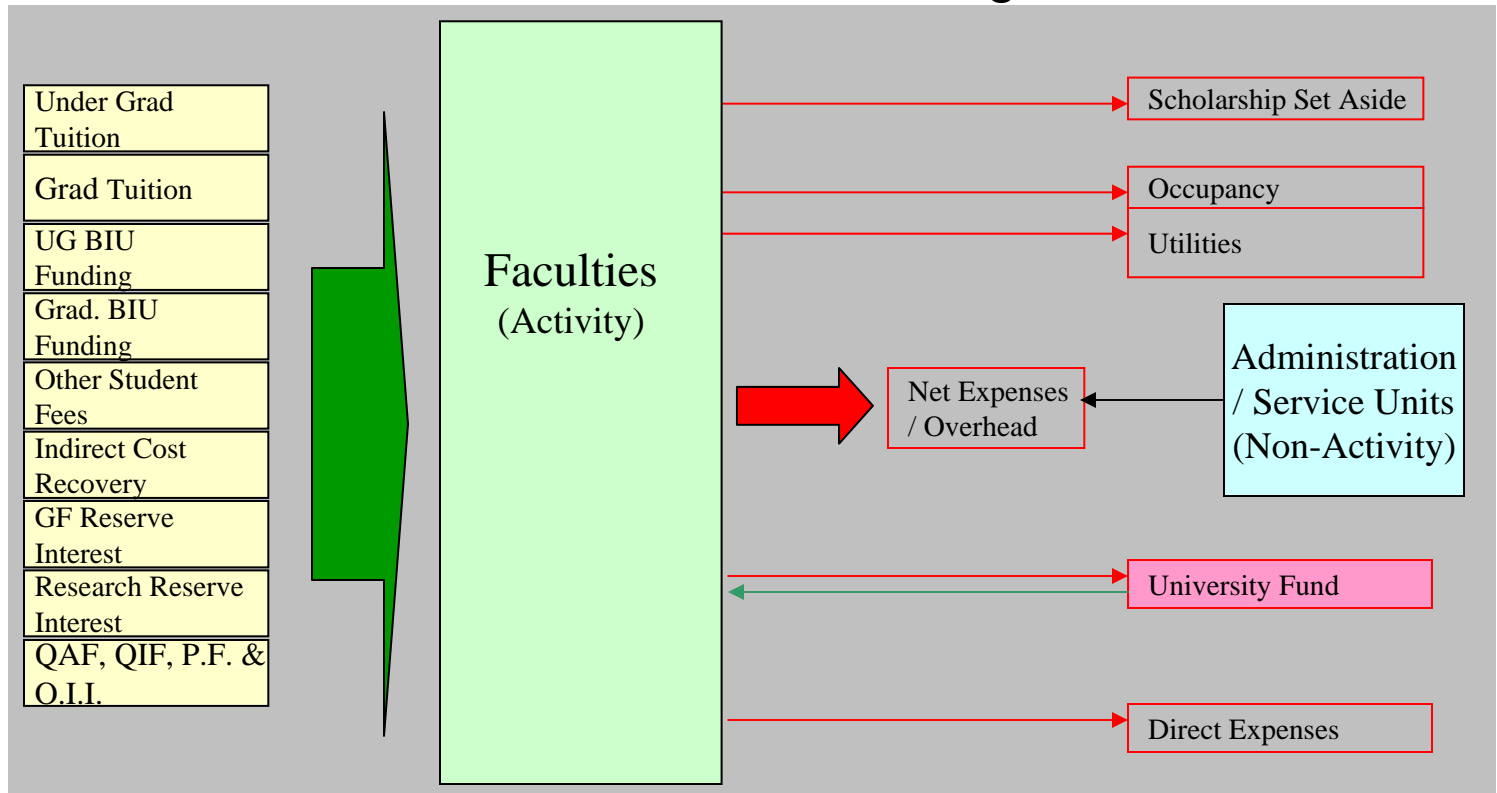 Under Grad
Tuition
Grad Tuition
UG BIU
Funding
Grad. BIU
Funding
Other Student
Fees
Indirect Cost
Recovery
GF Reserve
Interest
Research Reserve
Interest
QAF, QIF, P.F. &
O.I.I.
Faculties
(Activity)
Scholarship Set Aside
Occupancy
Utilities
Net Expenses
/ Overhead
Administration
/ Service Units
(Non-Activity)
University Fund
Direct Expenses